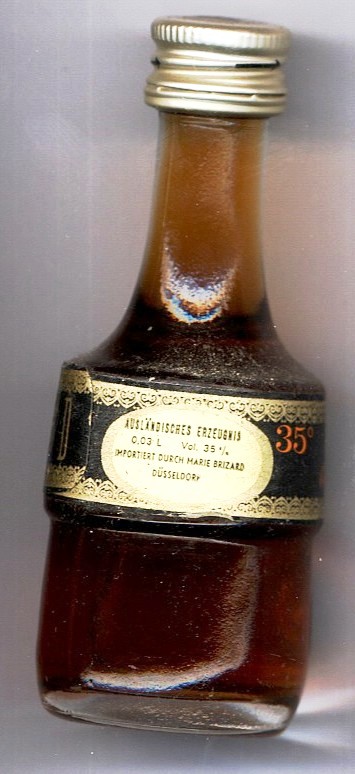 AUSLÄNDISCHES ERZEUGNIS
0,03 L Vol. 35 %
IMPORTIERT DURCH MARIE BRIZARD
DÜSSELDORF
35°